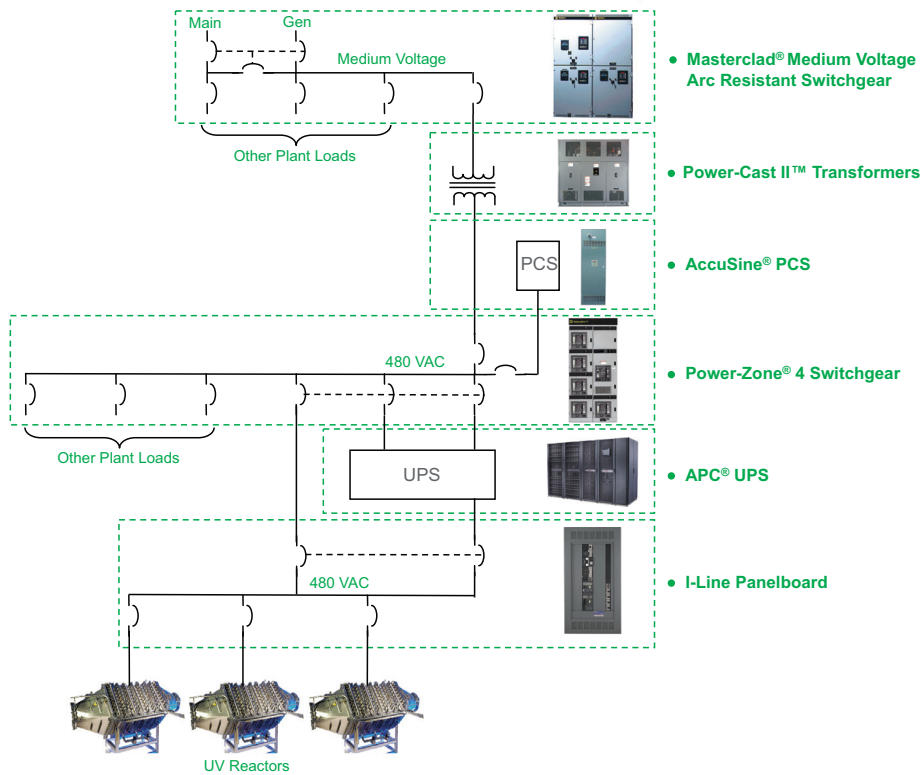 Main Gen
Medium Voltage
• Masterclad® Medium Voltage
Arc Resistant Switchgear
Other Plant Loads
• Power-Cast II™ Transformers
PCS
• AccuSine® PCS
480 VAC
• Power-Zone® 4 Switchgear
Other Plant Loads
UPS
• APC® UPS
480 VAC
• I-Line Panelboard
UV Reactors